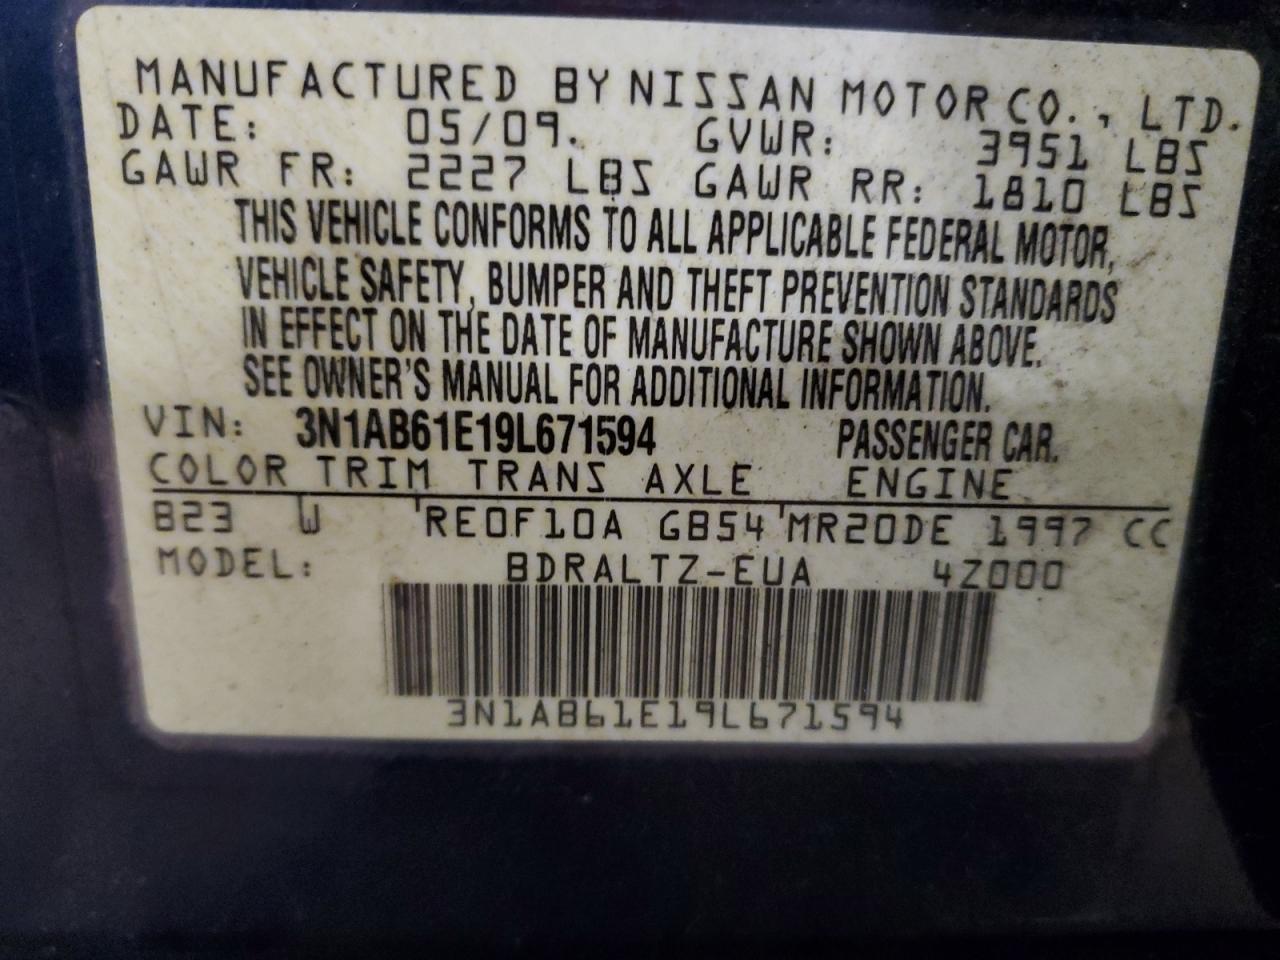 MANUFACTURED BY NISSAN MOTOR CO., LTD.
DATE: 05/09. GVWR: 3951 LBS
GAWR FR: 2227 LBS GAWR RR: 1810 LBS
THIS VEHICLE CONFORMS TO ALL APPLICABLE FEDERAL MOTOR,
VEHICLE SAFETY, BUMPER AND THEFT PREVENTION STANDARDS
IN EFFECT ON THE DATE OF MANUFACTURE SHOWN ABOVE.
SEE OWNER'S MANUAL FOR ADDITIONAL INFORMATION.
VIN: 3N1AB61E19L671594 PASSENGER CAR.
COLOR TRIM TRANS AXLE ENGINE
B23 W 'RE0F10A GB54 'MR20DE 1997 CC
MODEL: BDRALTZ-EUA 4Z000
3N1AB61E19L671594